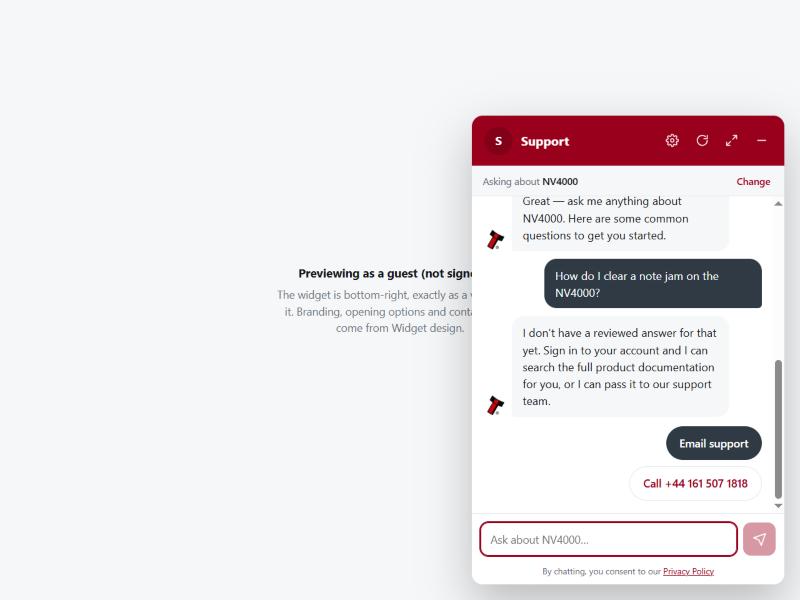 S Support
Asking about NV4000 Change
Great — ask me anything about
NV4000. Here are some common
questions to get you started.
How do I clear a note jam on the
NV4000?
Previewing as a guest (not signe
The widget is bottom-right, exactly as a
it. Branding, opening options and conta
come from Widget design.
I don't have a reviewed answer for that
yet. Sign in to your account and I can
search the full product documentation
for you, or I can pass it to our support
team.
Email support
Call +44 161 507 1818
Ask about NV4000...
By chatting, you consent to our Privacy Policy